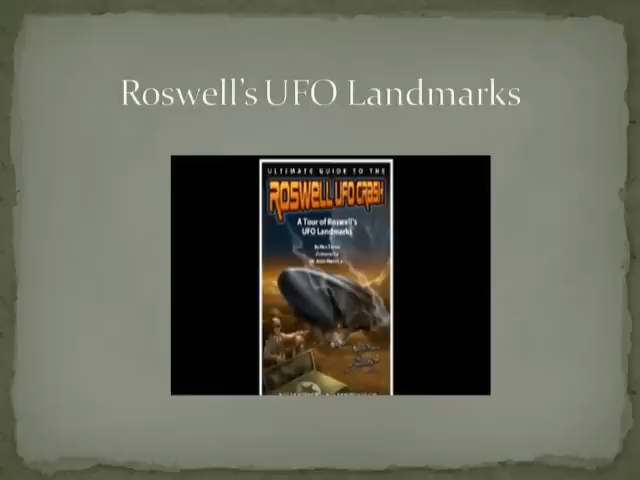 Roswell's UFO Landmarks
ULTIMATE GUIDE TO THE
ROSWELL UFO CRASH
A Tour of Roswell's
UFO Landmarks